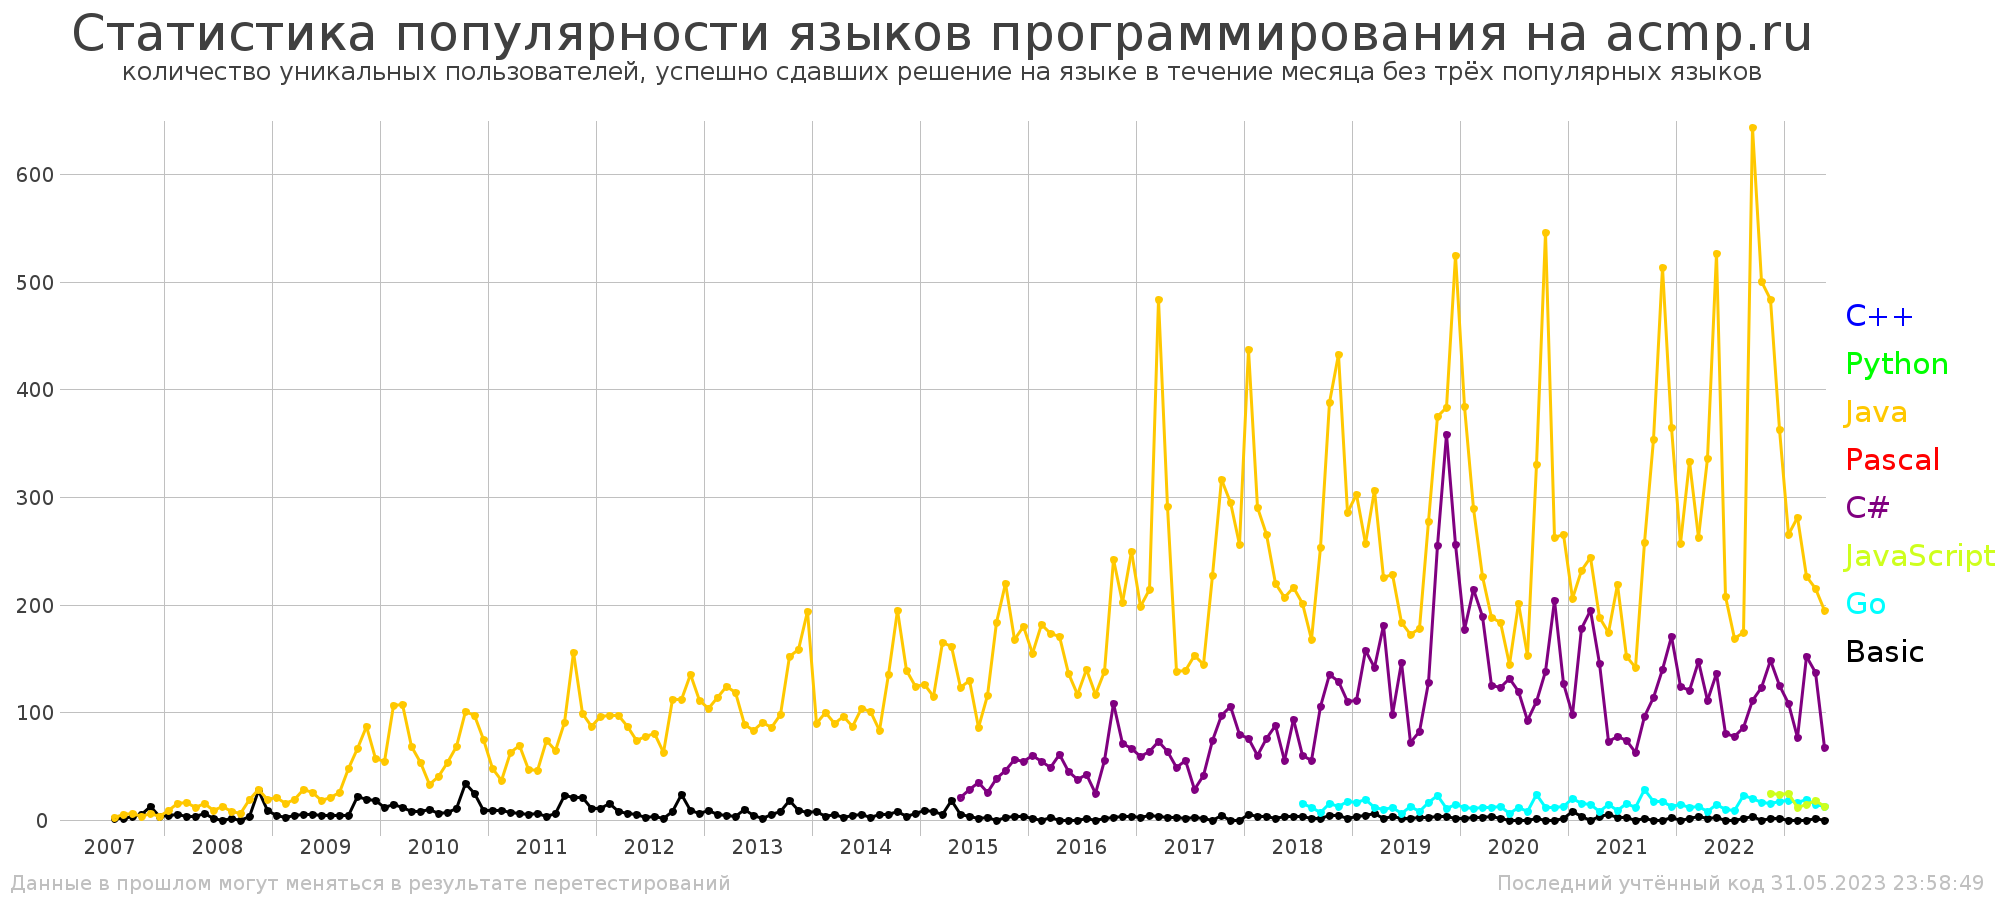 Статистика популярности языков программирования на acmp.ru
количество уникальных пользователей, успешно сдавших решение на языке в течение месяца без трёх популярных языков
600
500
400
300
200
100
0
C++
Python
Java
Pascal
C#
JavaScript
Go
Basic
2007 2008 2009 2010 2011 2012 2013 2014 2015 2016 2017 2018 2019 2020 2021 2022
Данные в прошлом могут меняться в результате перетестирований
Последний учтённый код 31.05.2023 23:58:49